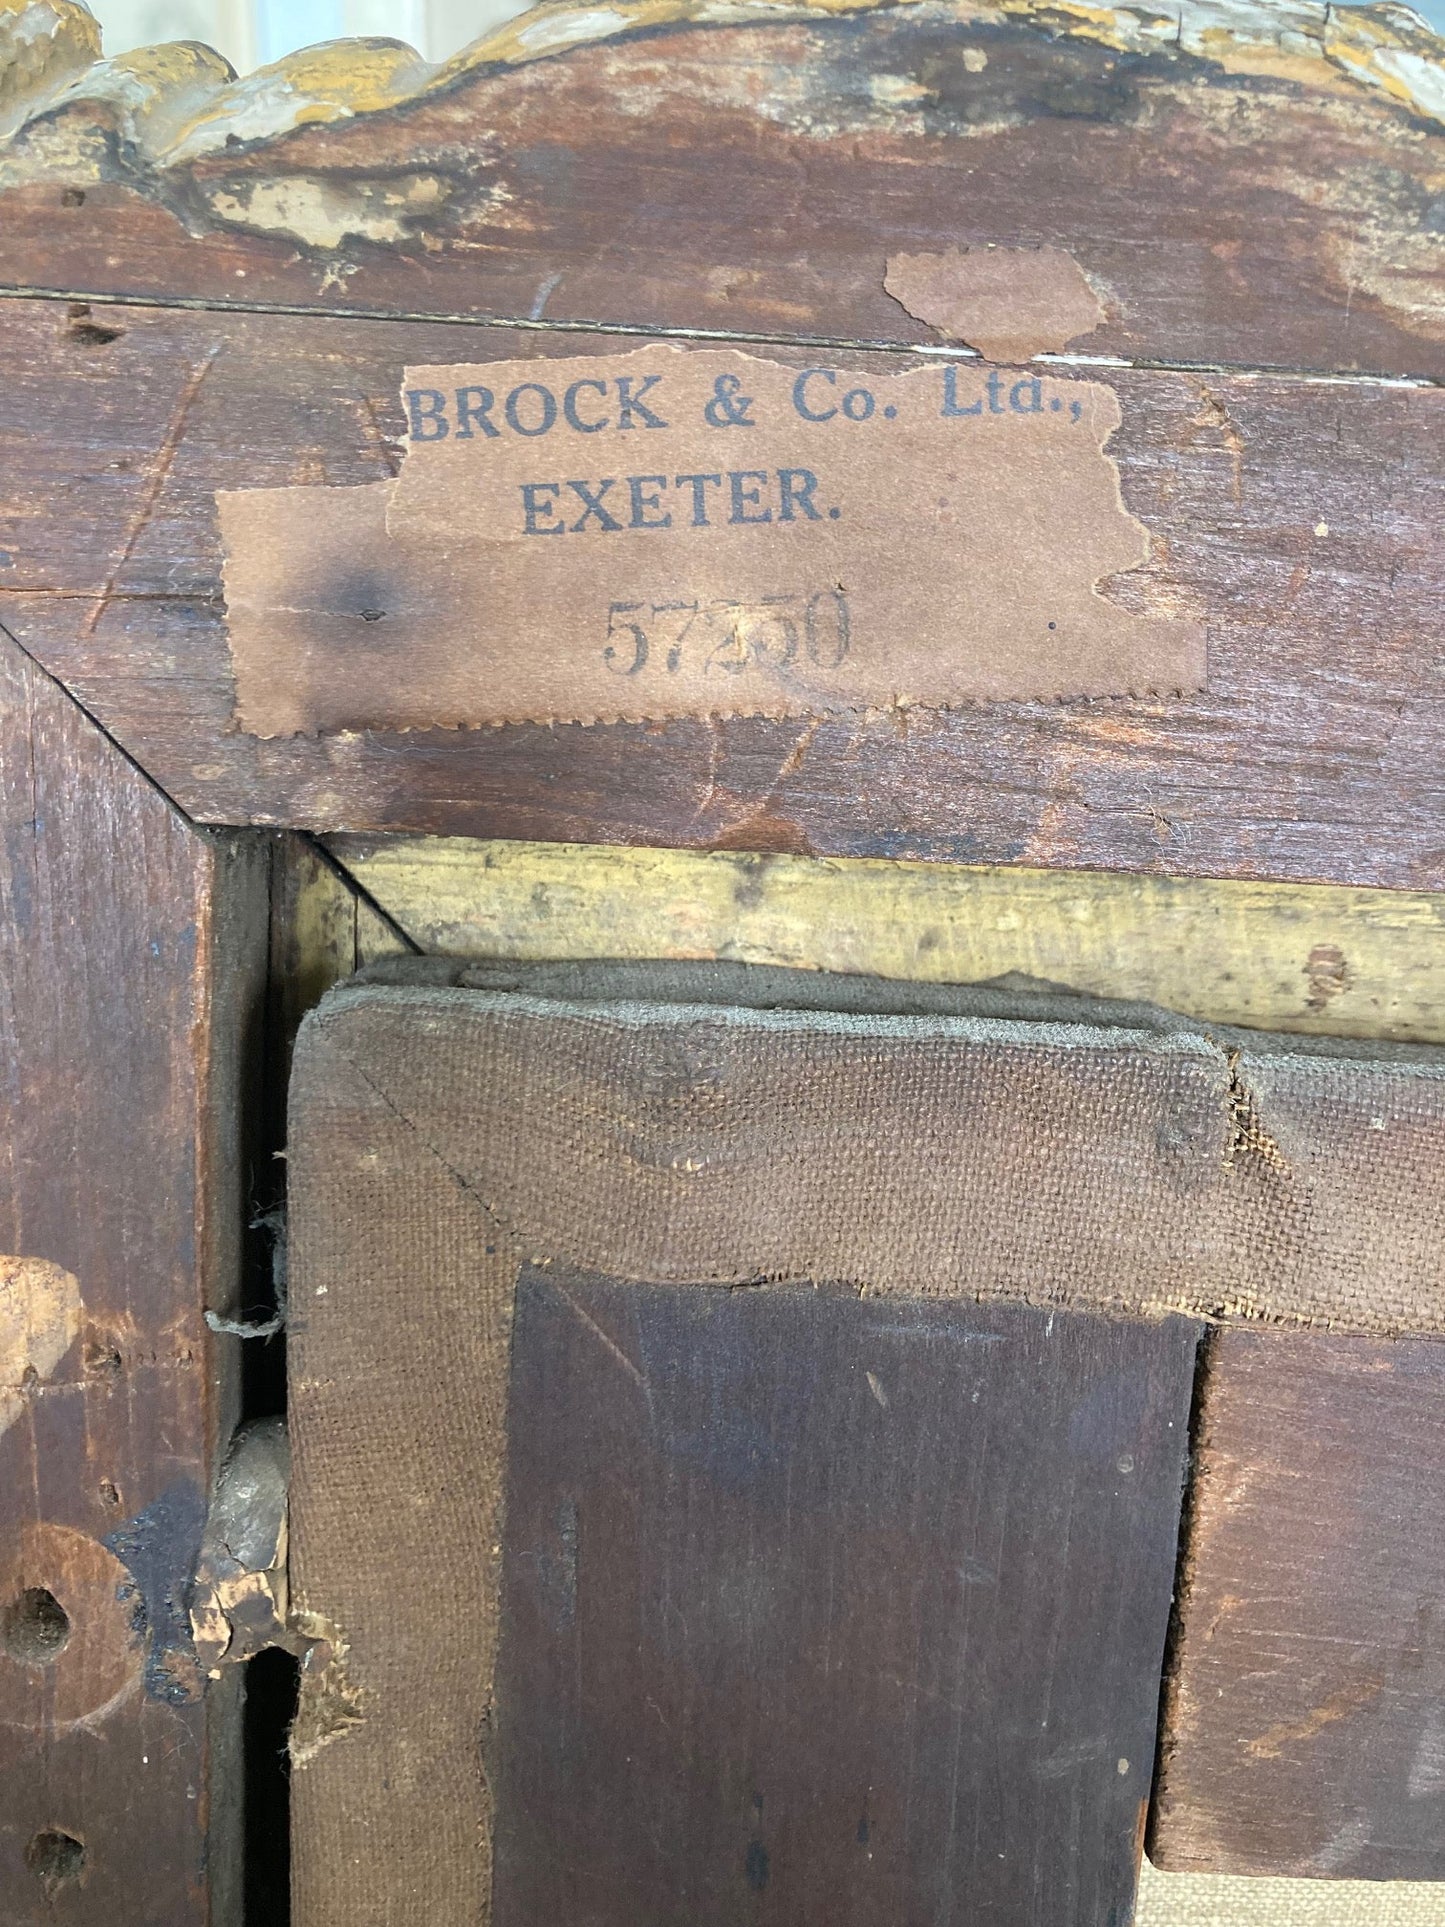 BROCK & Co. Ltd.,
EXETER.
57250